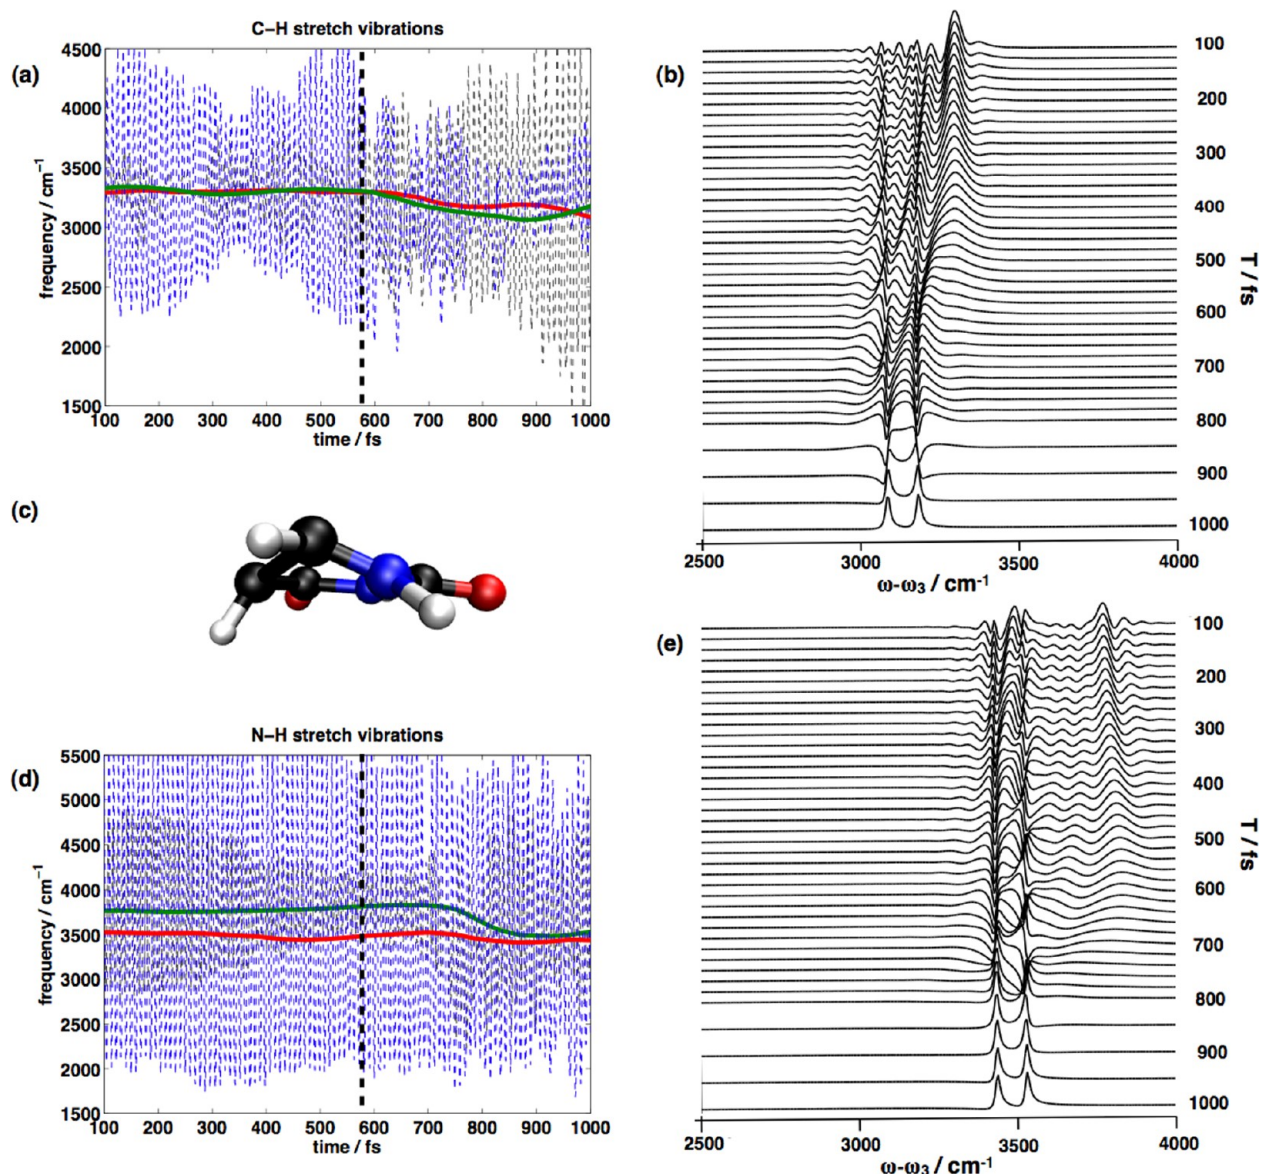 C–H stretch vibrations
(a)
frequency / cm⁻¹
4500
4000
3500
3000
2500
2000
1500
100 200 300 400 500 600 700 800 900 1000
time / fs
(b)
100
200
300
400
500
600
700
800
900
1000
T / fs
2500 3000 3500 4000
ω-ω₃ / cm⁻¹
(c)
N–H stretch vibrations
(d)
frequency / cm⁻¹
5500
5000
4500
4000
3500
3000
2500
2000
1500
100 200 300 400 500 600 700 800 900 1000
time / fs
(e)
100
200
300
400
500
600
700
800
900
1000
T / fs
2500 3000 3500 4000
ω-ω₃ / cm⁻¹